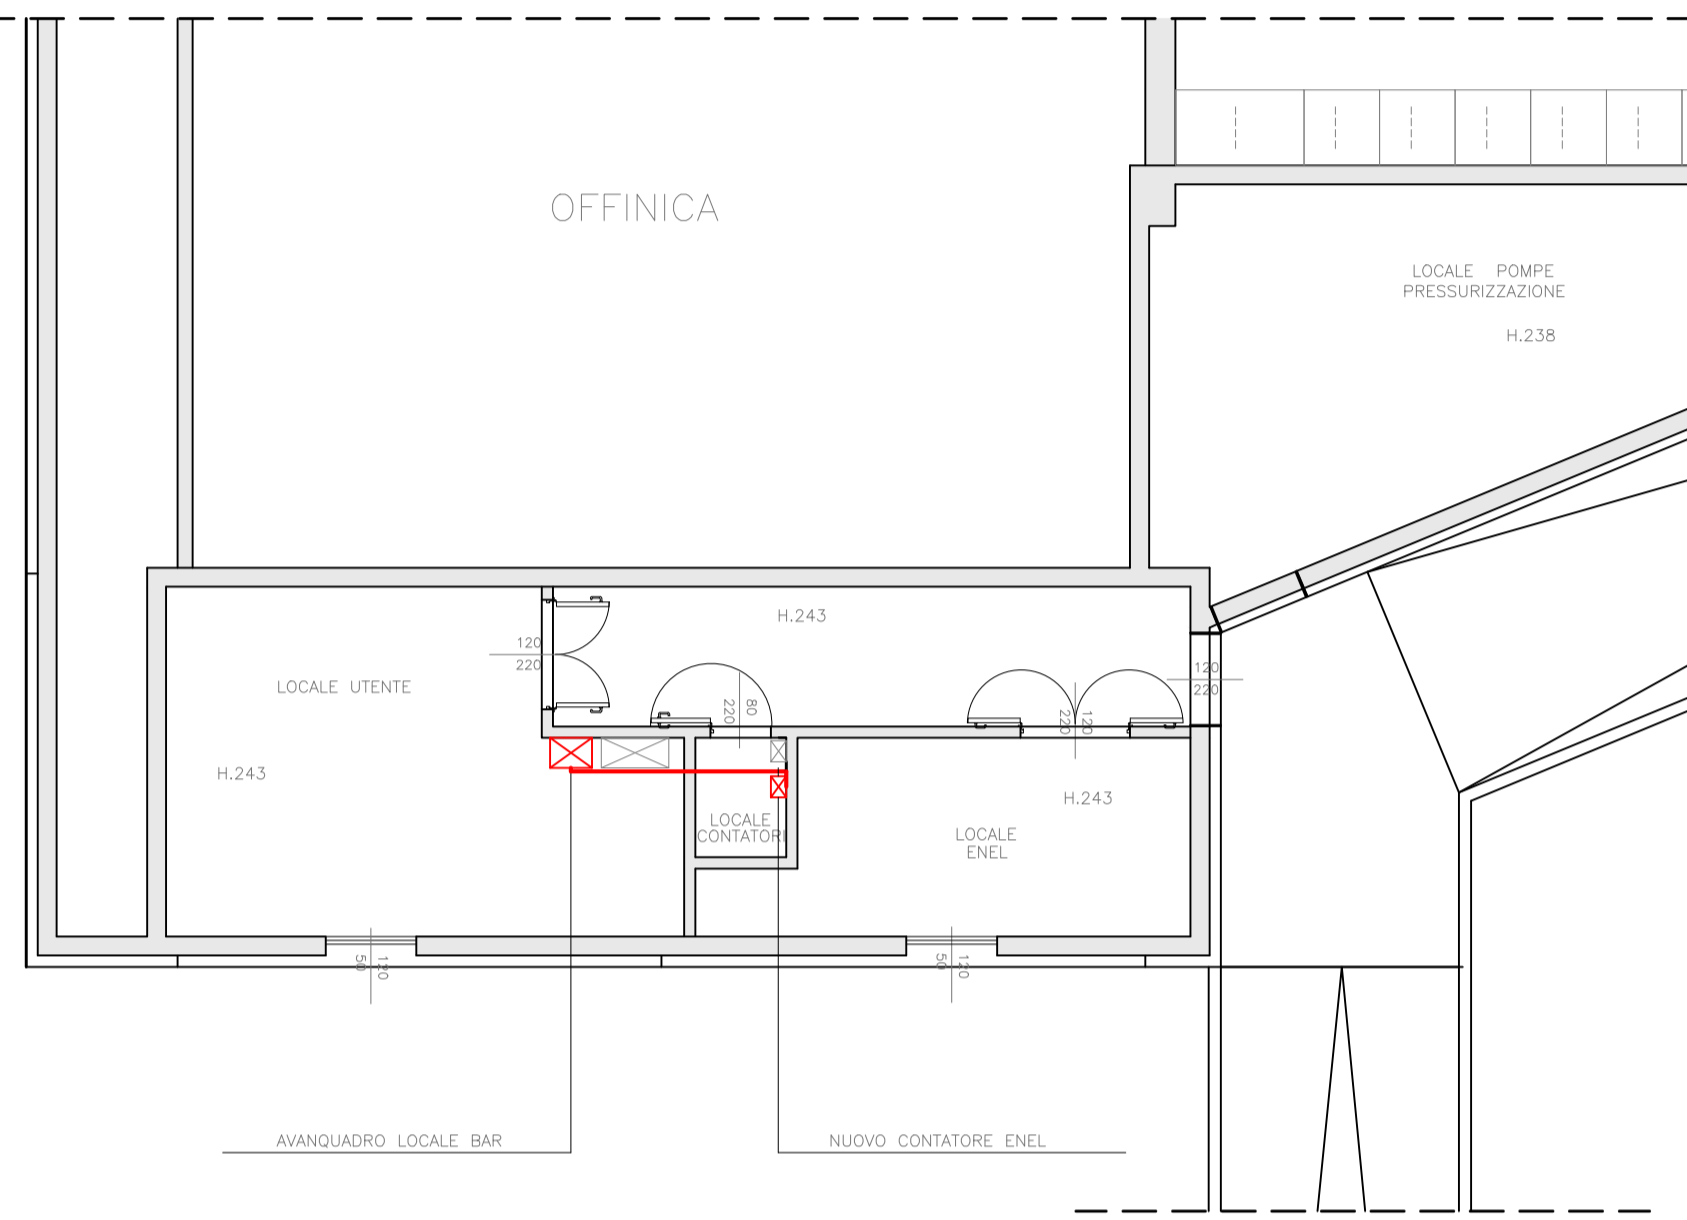 OFFINICA
LOCALE POMPE
PRESSURIZZAZIONE
H.238
H.243
120
220
120
220
LOCALE UTENTE
80
220
120
220
H.243
H.243
LOCALE
CONTATORI
LOCALE
ENEL
120
50
120
50
AVANQUADRO LOCALE BAR
NUOVO CONTATORE ENEL